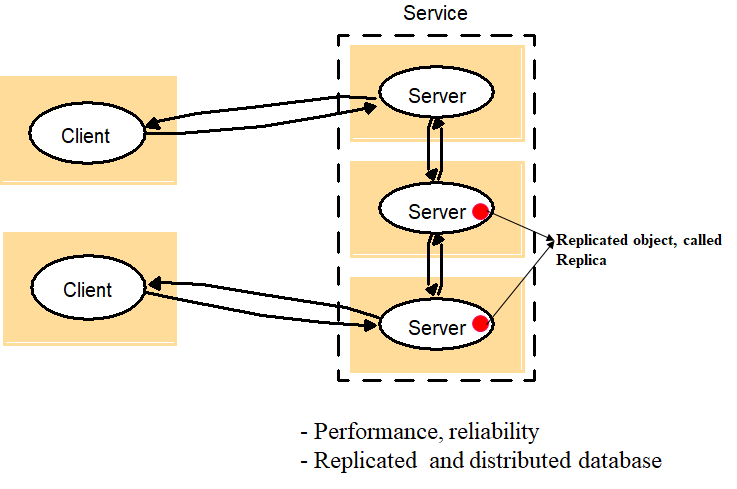 Service
Server
Client
Server
Replicated object, called
Replica
Client
Server
- Performance, reliability
- Replicated and distributed database